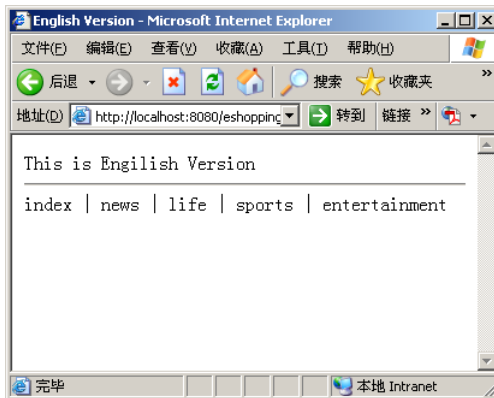 English Version - Microsoft Internet Explorer
文件(F) 编辑(E) 查看(V) 收藏(A) 工具(T) 帮助(H)
后退 搜索 收藏夹 »
地址(D) http://localhost:8080/eshopping 转到 链接 »
This is Engilish Version
index | news | life | sports | entertainment
完毕 本地 Intranet